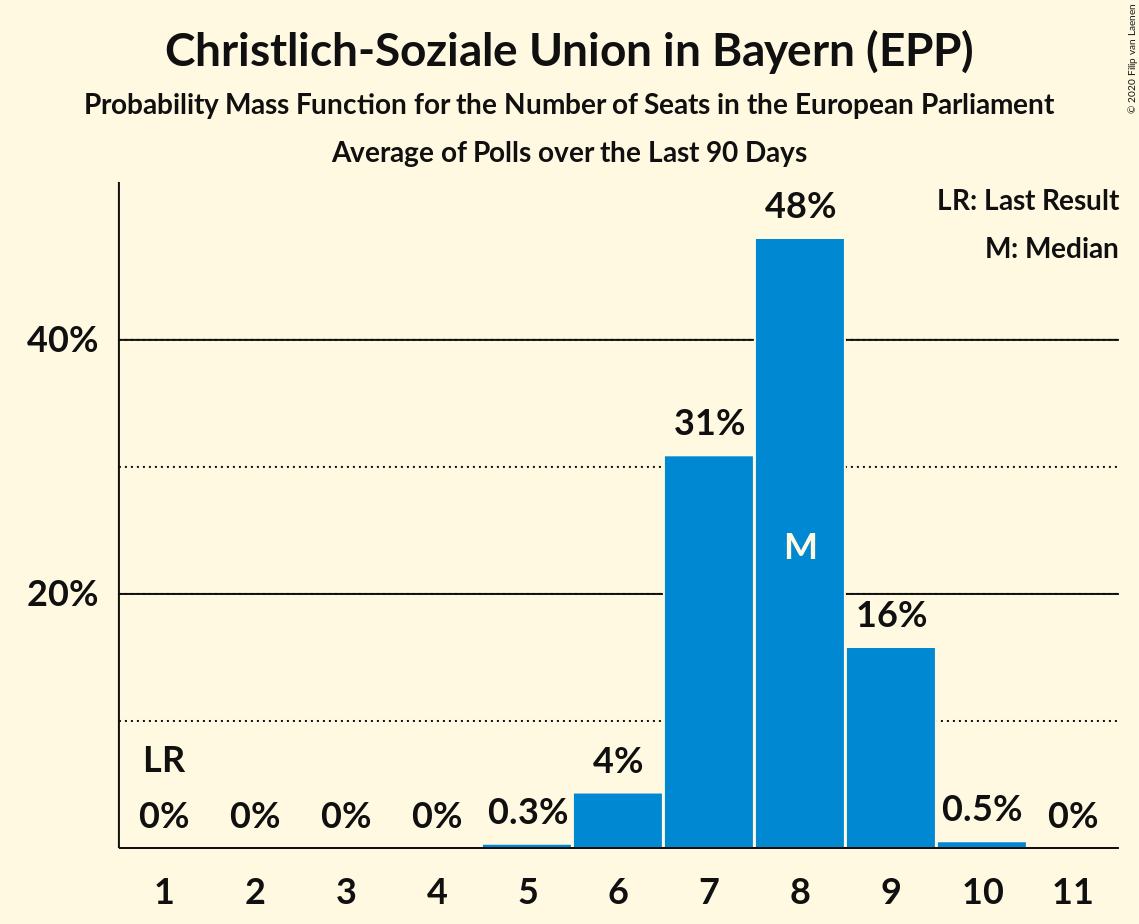 Christlich-Soziale Union in Bayern (EPP)
Probability Mass Function for the Number of Seats in the European Parliament
Average of Polls over the Last 90 Days
© 2020 Filip van Laenen
LR: Last Result
M: Median
48%
40%
31%
M
20%
16%
LR
4%
0% 0% 0% 0% 0.3% 0.5% 0%
1 2 3 4 5 6 7 8 9 10 11